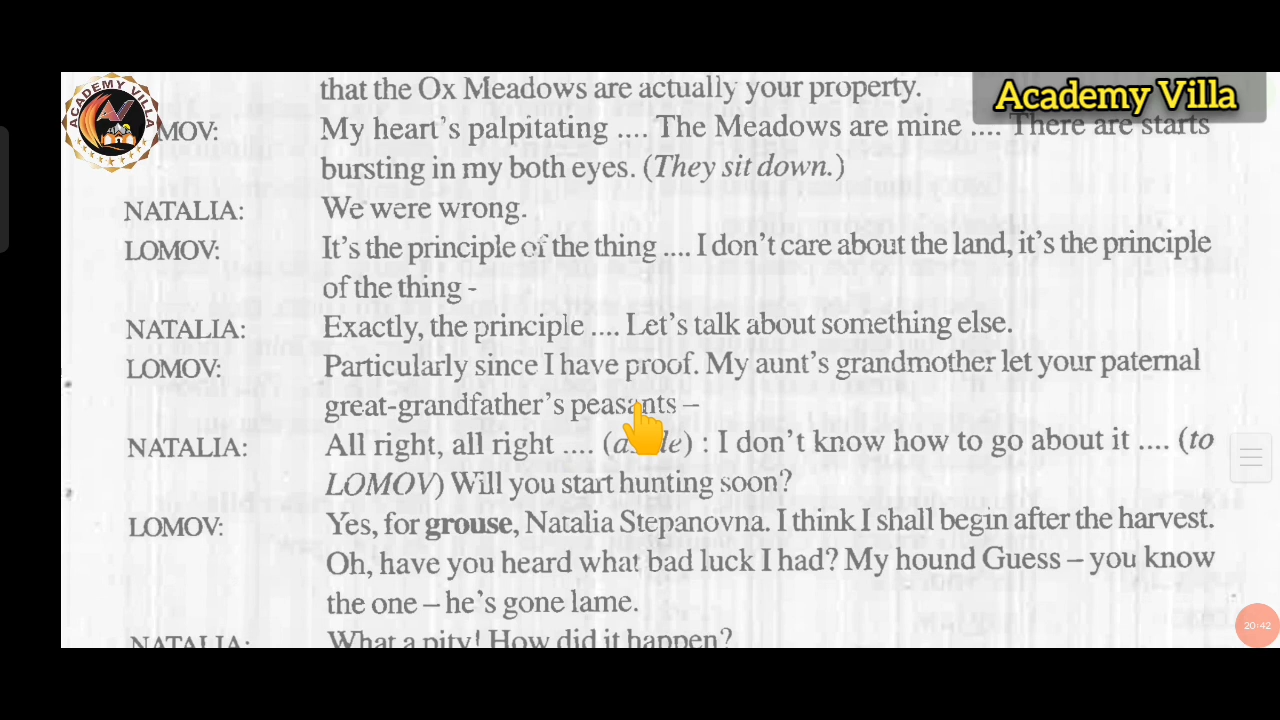 that the Ox Meadows are actually your property.
Academy Villa
ACADEMY VILLA
AV
MOV: My heart's palpitating .... The Meadows are mine .... There are starts
bursting in my both eyes. (They sit down.)
NATALIA: We were wrong.
LOMOV: It's the principle of the thing .... I don't care about the land, it's the principle
of the thing -
NATALIA: Exactly, the principle .... Let's talk about something else.
LOMOV: Particularly since I have proof. My aunt's grandmother let your paternal
great-grandfather's peasants –
NATALIA: All right, all right .... : I don't know how to go about it .... (to
LOMOV) Will you start hunting soon?
LOMOV: Yes, for grouse, Natalia Stepanovna. I think I shall begin after the harvest.
Oh, have you heard what bad luck I had? My hound Guess – you know
the one – he's gone lame.
NATALIA: What a pity! How did it happen?
20:42